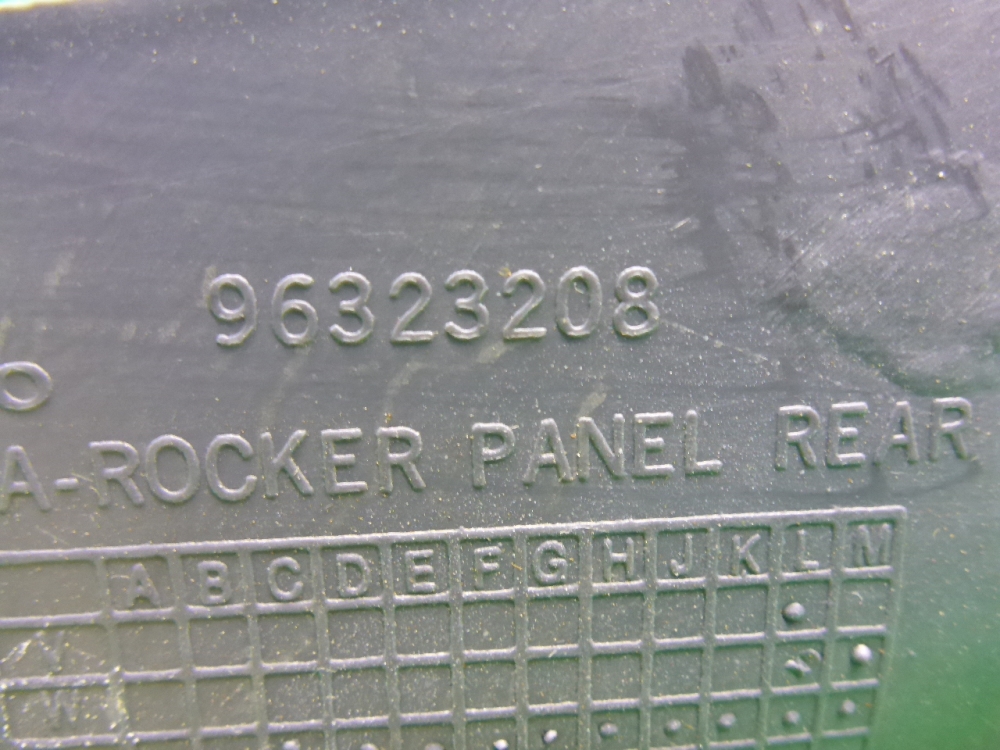 96323208
O
A-ROCKER PANEL REAR
A B C D E F G H J K L M
V
W